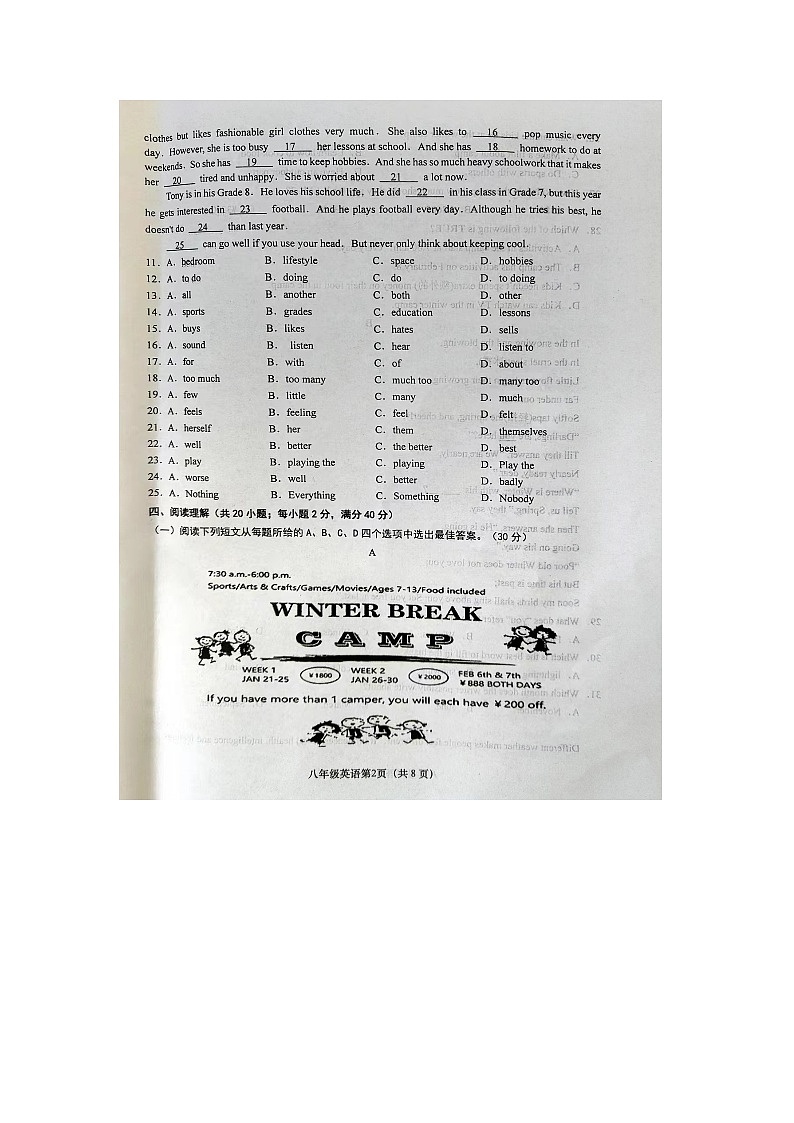 clothes but likes fashionable girl clothes very much. She also likes to 16 pop music every
day. However, she is too busy 17 her lessons at school. And she has 18 homework to do at
weekends. So she has 19 time to keep hobbies. And she has so much heavy schoolwork that it makes
her 20 tired and unhappy. She is worried about 21 a lot now.
Tony is in his Grade 8. He loves his school life. He did 22 in his class in Grade 7, but this year
he gets interested in 23 football. And he plays football every day. Although he tries his best, he
doesn't do 24 than last year.
25 can go well if you use your head. But never only think about keeping cool.
11. A. bedroom B. lifestyle C. space D. hobbies
12. A. to do B. doing C. do D. to doing
13. A. all B. another C. both D. other
14. A. sports B. grades C. education D. lessons
15. A. buys B. likes C. hates D. sells
16. A. sound B. listen C. hear D. listen to
17. A. for B. with C. of D. about
18. A. too much B. too many C. much too D. many too
19. A. few B. little C. many D. much
20. A. feels B. feeling C. feel D. felt
21. A. herself B. her C. them D. themselves
22. A. well B. better C. the better D. best
23. A. play B. playing the C. playing D. Play the
24. A. worse B. well C. better D. badly
25. A. Nothing B. Everything C. Something D. Nobody
四、阅读理解(共 20 小题;每小题 2 分,满分 40 分)
(一)阅读下列短文从每题所给的 A、B、C、D 四个选项中选出最佳答案。(30 分)
A
7:30 a.m.-6:00 p.m.
Sports/Arts & Crafts/Games/Movies/Ages 7-13/Food included
WINTER BREAK
CAMP
WEEK 1 ¥1800 WEEK 2 ¥2000 FEB 6th & 7th
JAN 21-25 JAN 26-30 ¥888 BOTH DAYS
If you have more than 1 camper, you will each have ¥200 off.
八年级英语第2页(共 8 页)